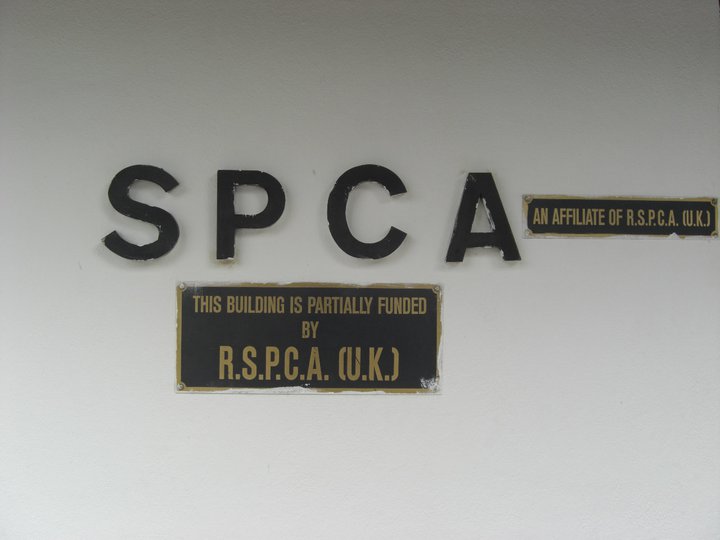 SPCA
AN AFFILIATE OF R.S.P.C.A. (U.K.)
THIS BUILDING IS PARTIALLY FUNDED
BY
R.S.P.C.A. (U.K.)